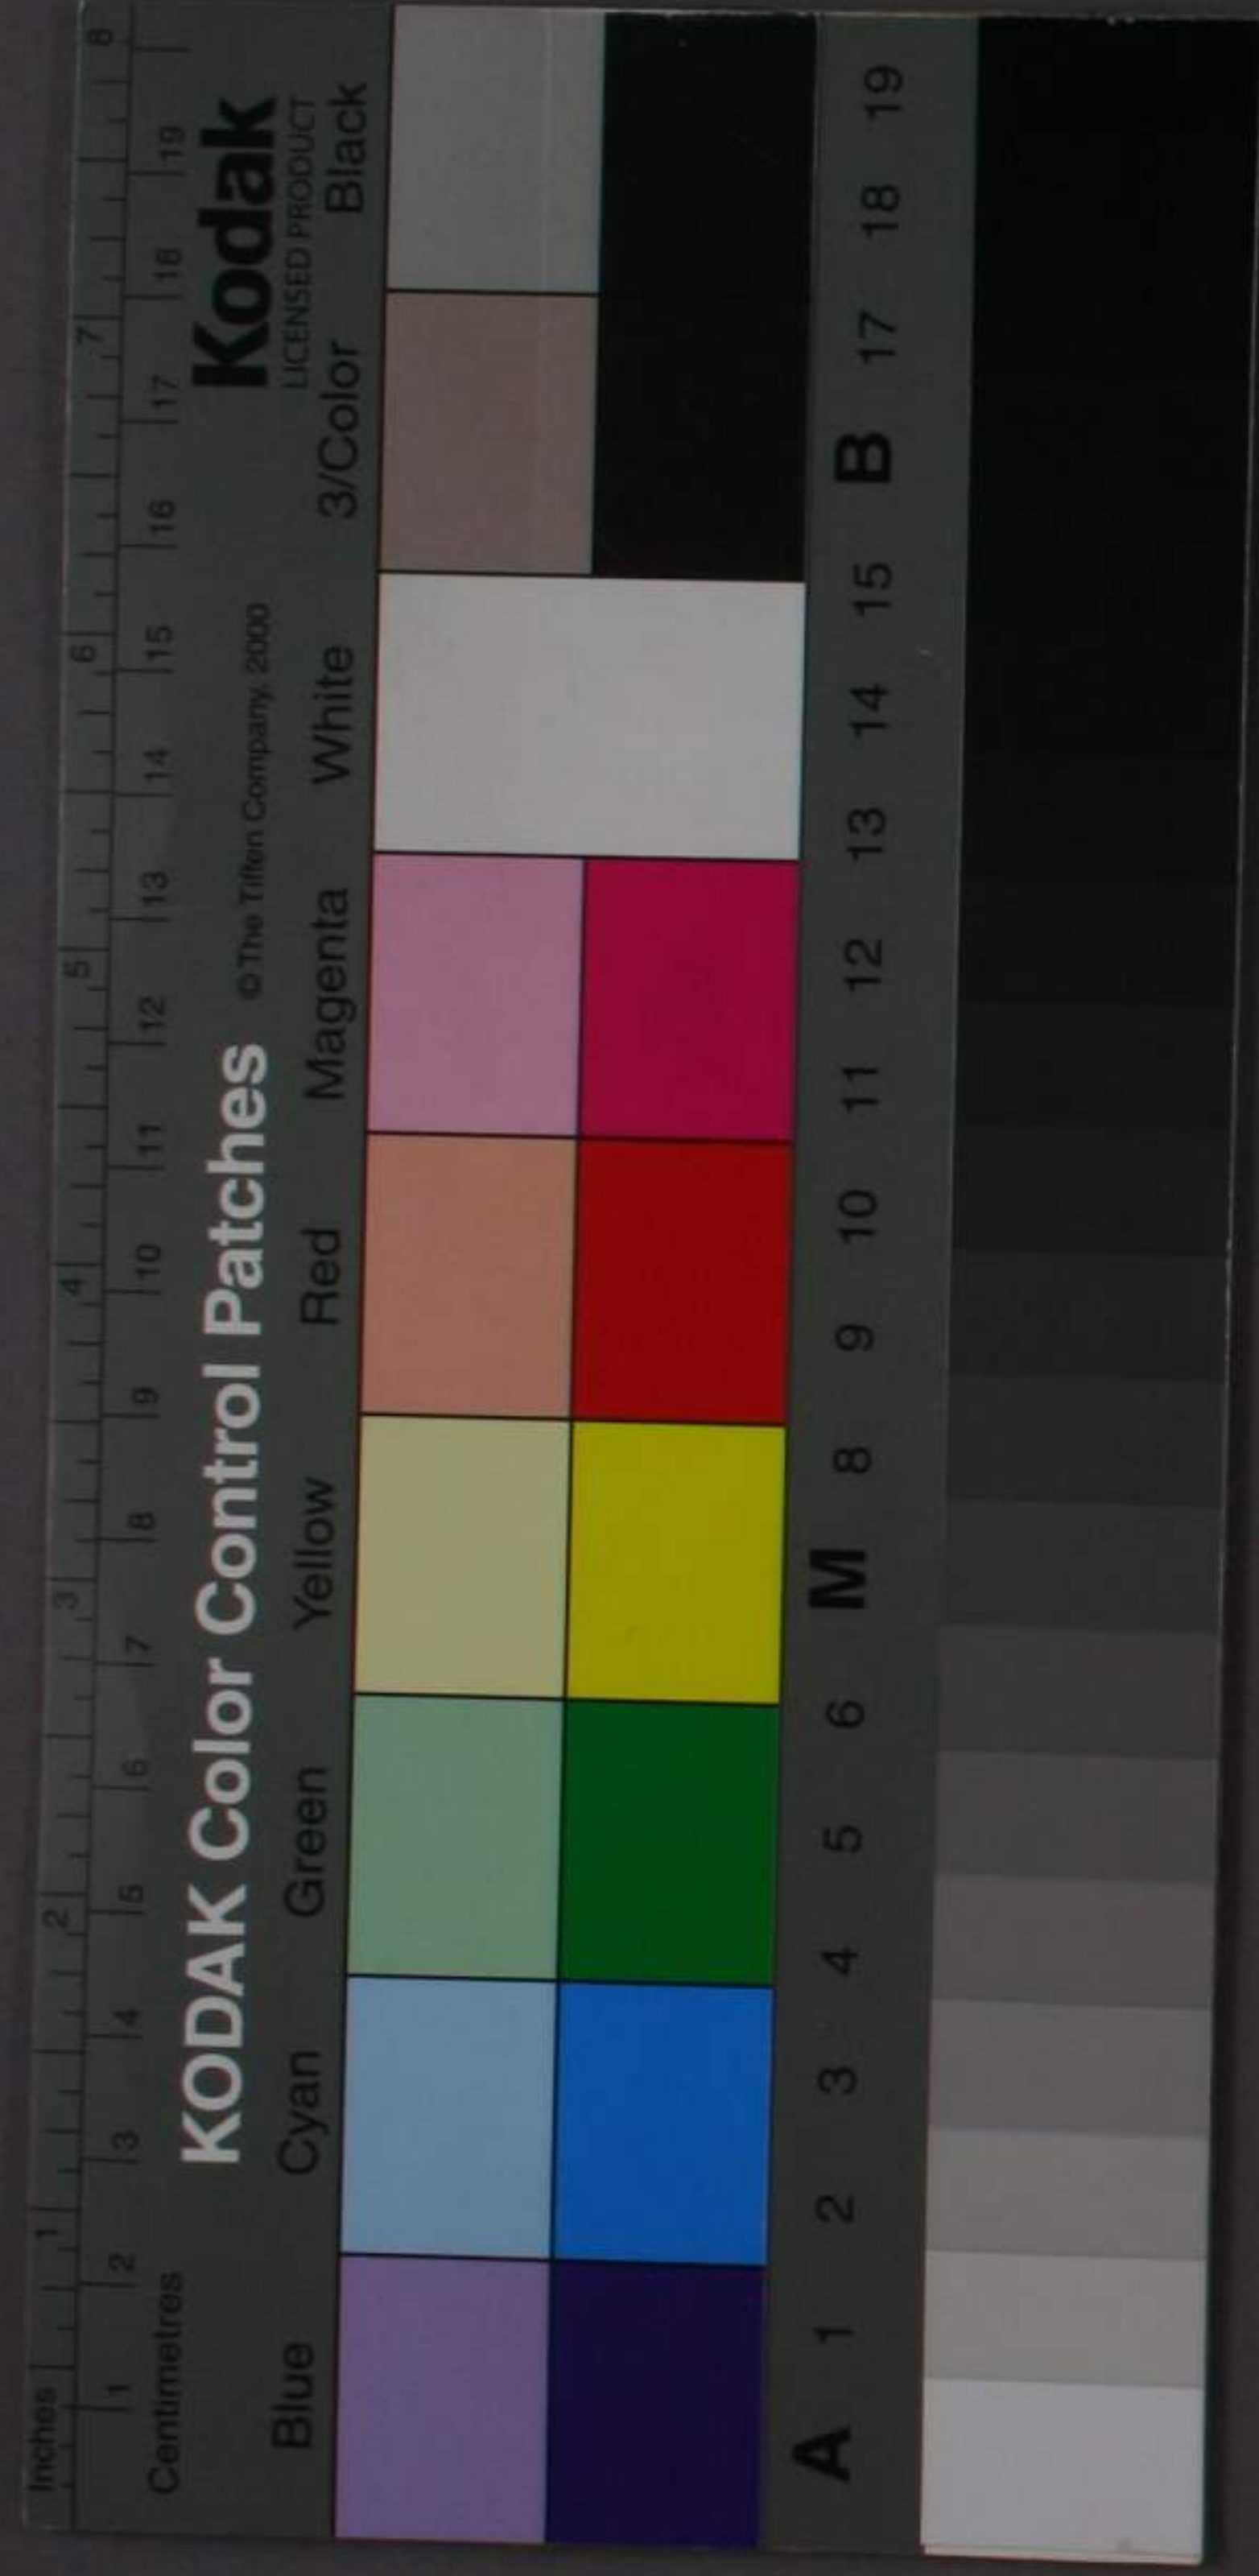 Inches 1 2 3 4 5 6 7 8
1 2 3 4 5 6 7 8 9 10 11 12 13 14 15 16 17 18 19
Centimetres
KODAK Color Control Patches © The Tiffen Company, 2000 Kodak
LICENSED PRODUCT
Blue Cyan Green Yellow Red Magenta White 3/Color Black
A 1 2 3 4 5 6 M 8 9 10 11 12 13 14 15 B 17 18 19